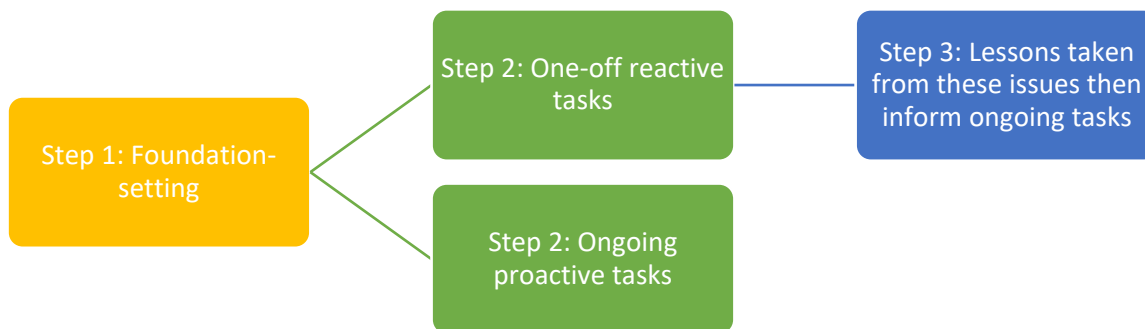 Step 1: Foundation-
setting
Step 2: One-off reactive
tasks
Step 3: Lessons taken
from these issues then
inform ongoing tasks
Step 2: Ongoing
proactive tasks